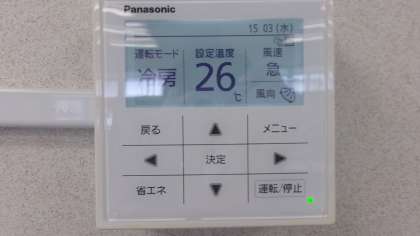 Panasonic
15:03(水)
運転モード 設定温度 風速
冷房 26℃ 急
風向
戻る ▲ メニュー
◀ 決定 ▶
省エネ ▼ 運転/停止